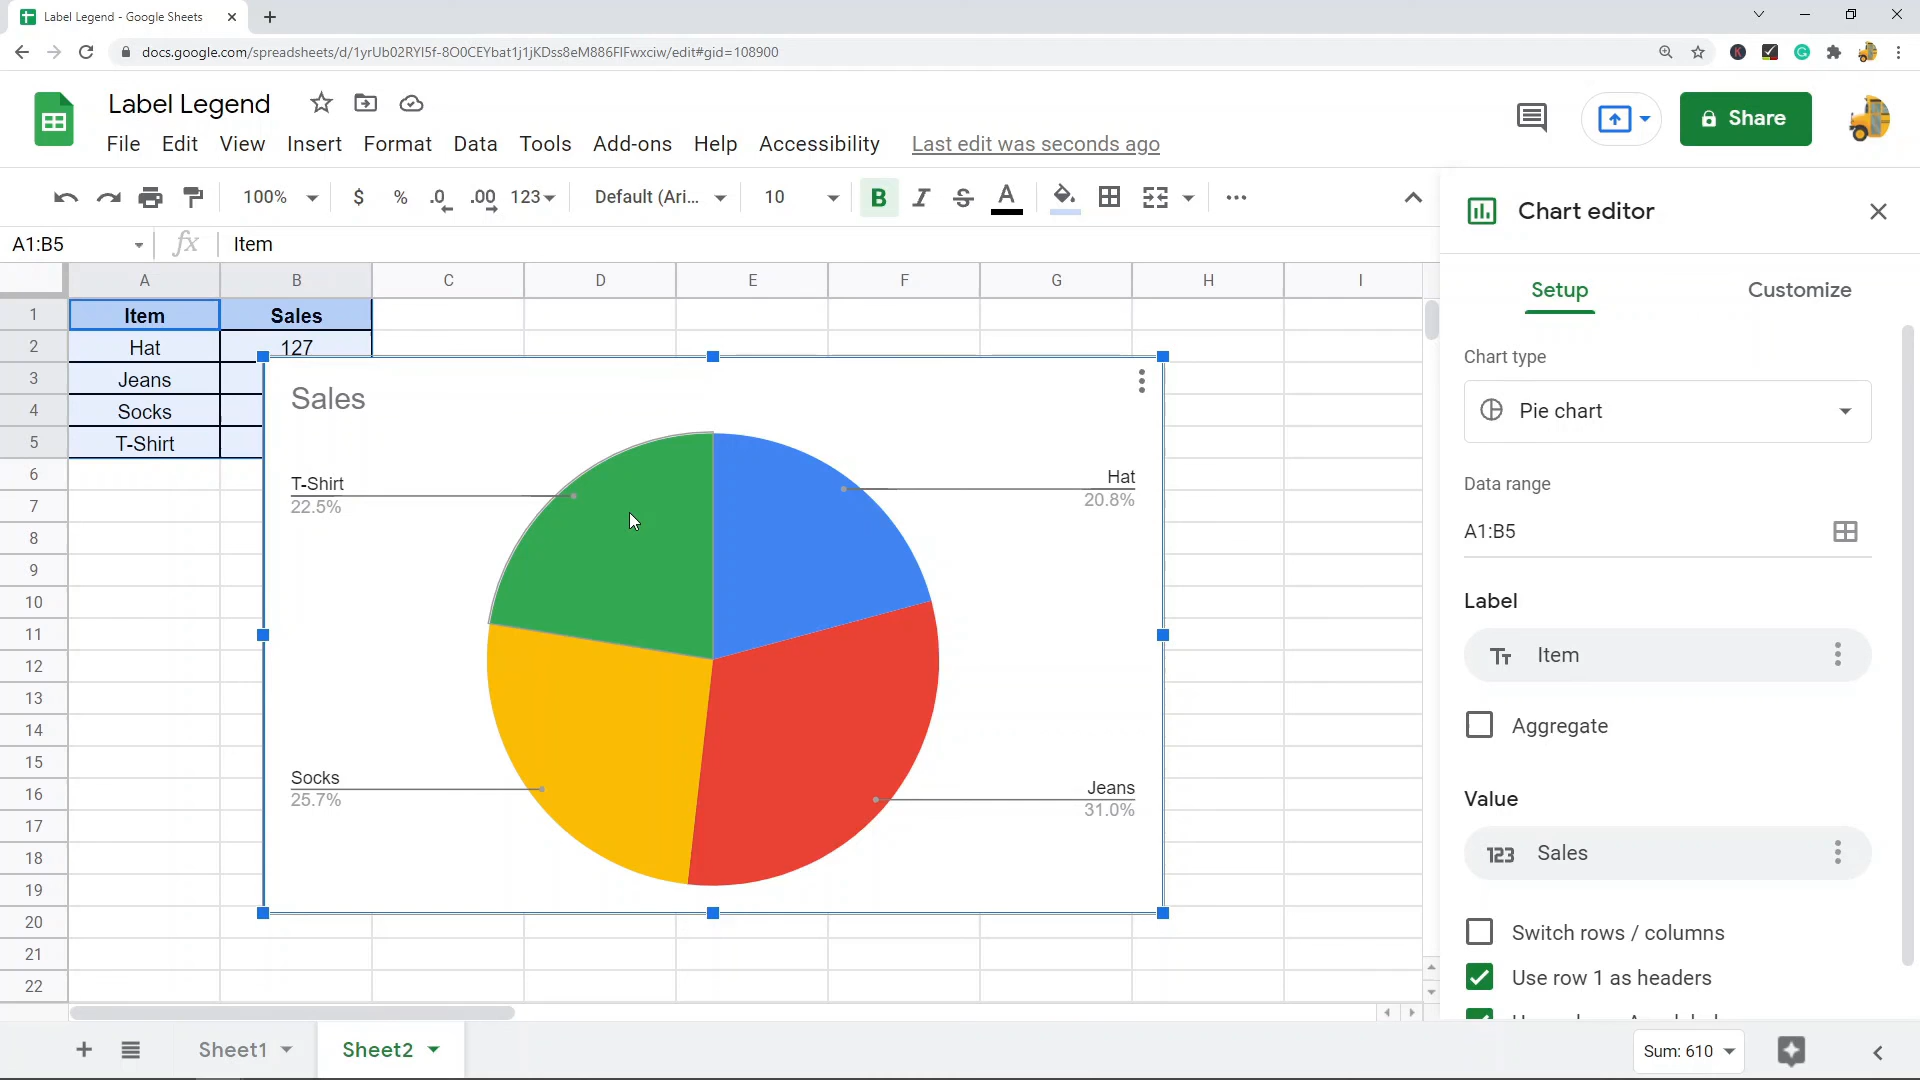 Label Legend - Google Sheets
docs.google.com/spreadsheets/d/1yrUb02RYI5f-8O0CEYbat1j1jKDss8eM886FIFwxciw/edit#gid=108900
Label Legend
Share
File Edit View Insert Format Data Tools Add-ons Help Accessibility Last edit was seconds ago
100% $ % .0 .00 123 Default (Ari... 10 B I S A
Chart editor
A1:B5 fx Item
Setup Customize
A B C D E F G H I
1 Item Sales
2 Hat 127
3 Jeans
4 Socks
5 T-Shirt
6
7
8
9
10
11
12
13
14
15
16
17
18
19
20
21
22
Sales
T-Shirt
22.5%
Hat
20.8%
Socks
25.7%
Jeans
31.0%
Chart type
Pie chart
Data range
A1:B5
Label
Tт Item
Aggregate
Value
123 Sales
Switch rows / columns
Use row 1 as headers
Sheet1 Sheet2
Sum: 610